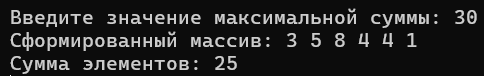 Введите значение максимальной суммы: 30
Сформированный массив: 3 5 8 4 4 1
Сумма элементов: 25